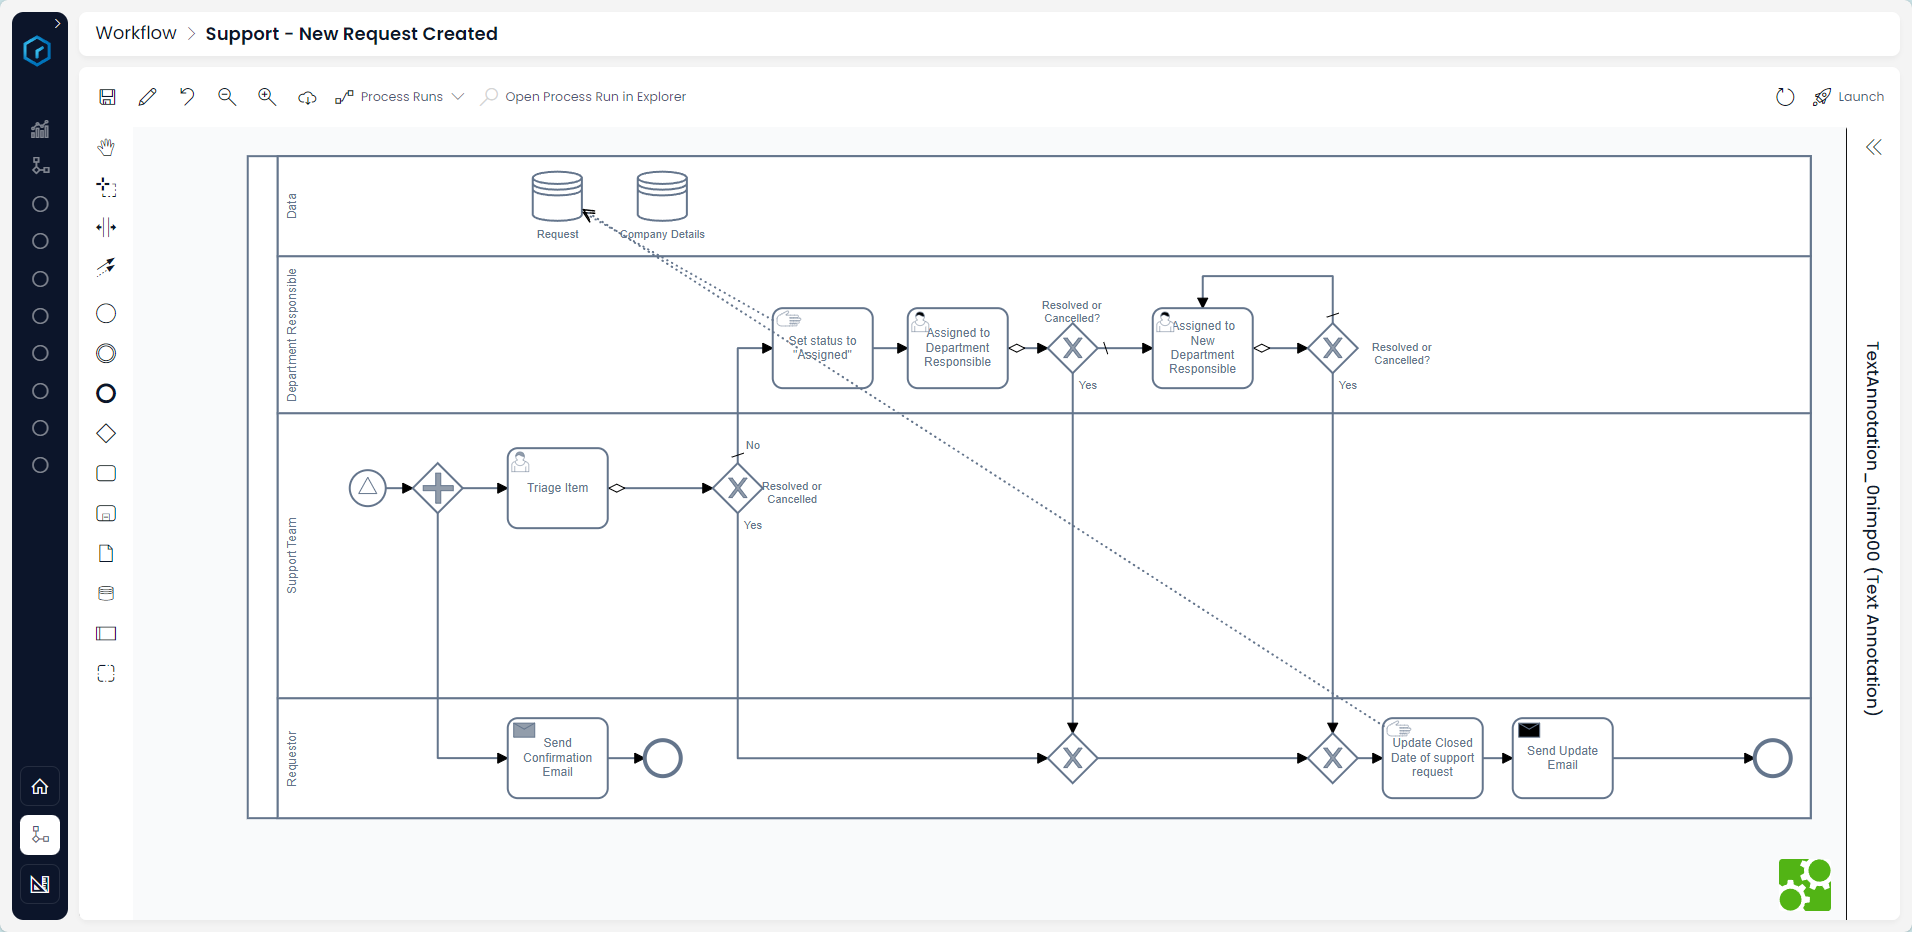 Workflow > Support - New Request Created
Process Runs
Open Process Run in Explorer
Launch
Data
Request
Company Details
Department Responsible
Set status to
"Assigned"
Assigned to
Department
Responsible
Resolved or
Cancelled?
Yes
Assigned to
New
Department
Responsible
Resolved or
Cancelled?
Yes
Support Team
Triage Item
No
Resolved or
Cancelled
Yes
Requestor
Send
Confirmation
Email
Update Closed
Date of support
request
Send Update
Email
TextAnnotation_0nimp00 (Text Annotation)